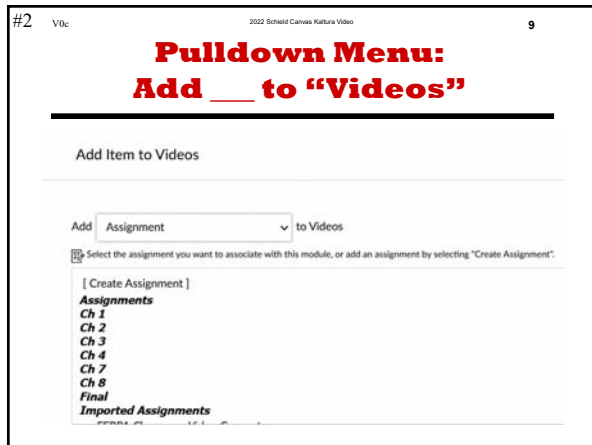 #2 V0c 2022 Schield Canvas Kaltura Video 9
Pulldown Menu:
Add ___ to “Videos”
Add Item to Videos
Add Assignment to Videos
Select the assignment you want to associate with this module, or add an assignment by selecting "Create Assignment".
[ Create Assignment ]
Assignments
Ch 1
Ch 2
Ch 3
Ch 4
Ch 7
Ch 8
Final
Imported Assignments